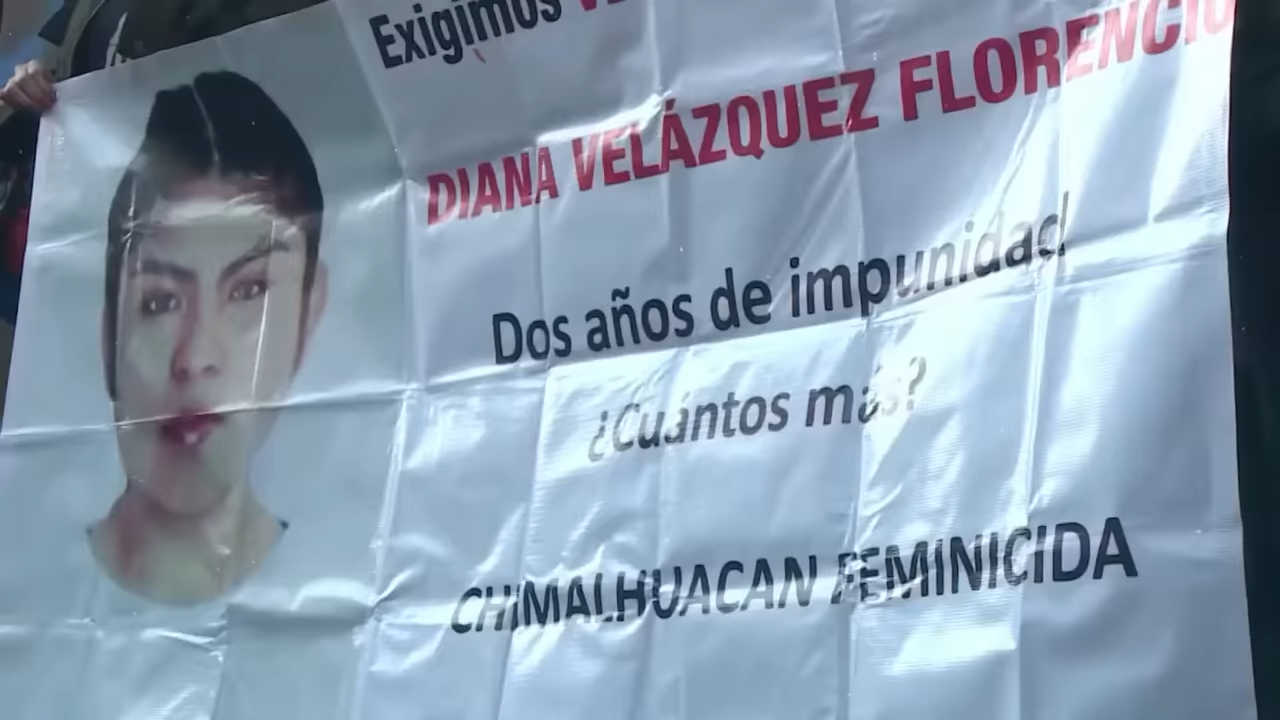 Exigimos
DIANA VELÁZQUEZ FLORENCIO
Dos años de impunidad
¿Cuántos más?
CHIMALHUACAN FEMINICIDA